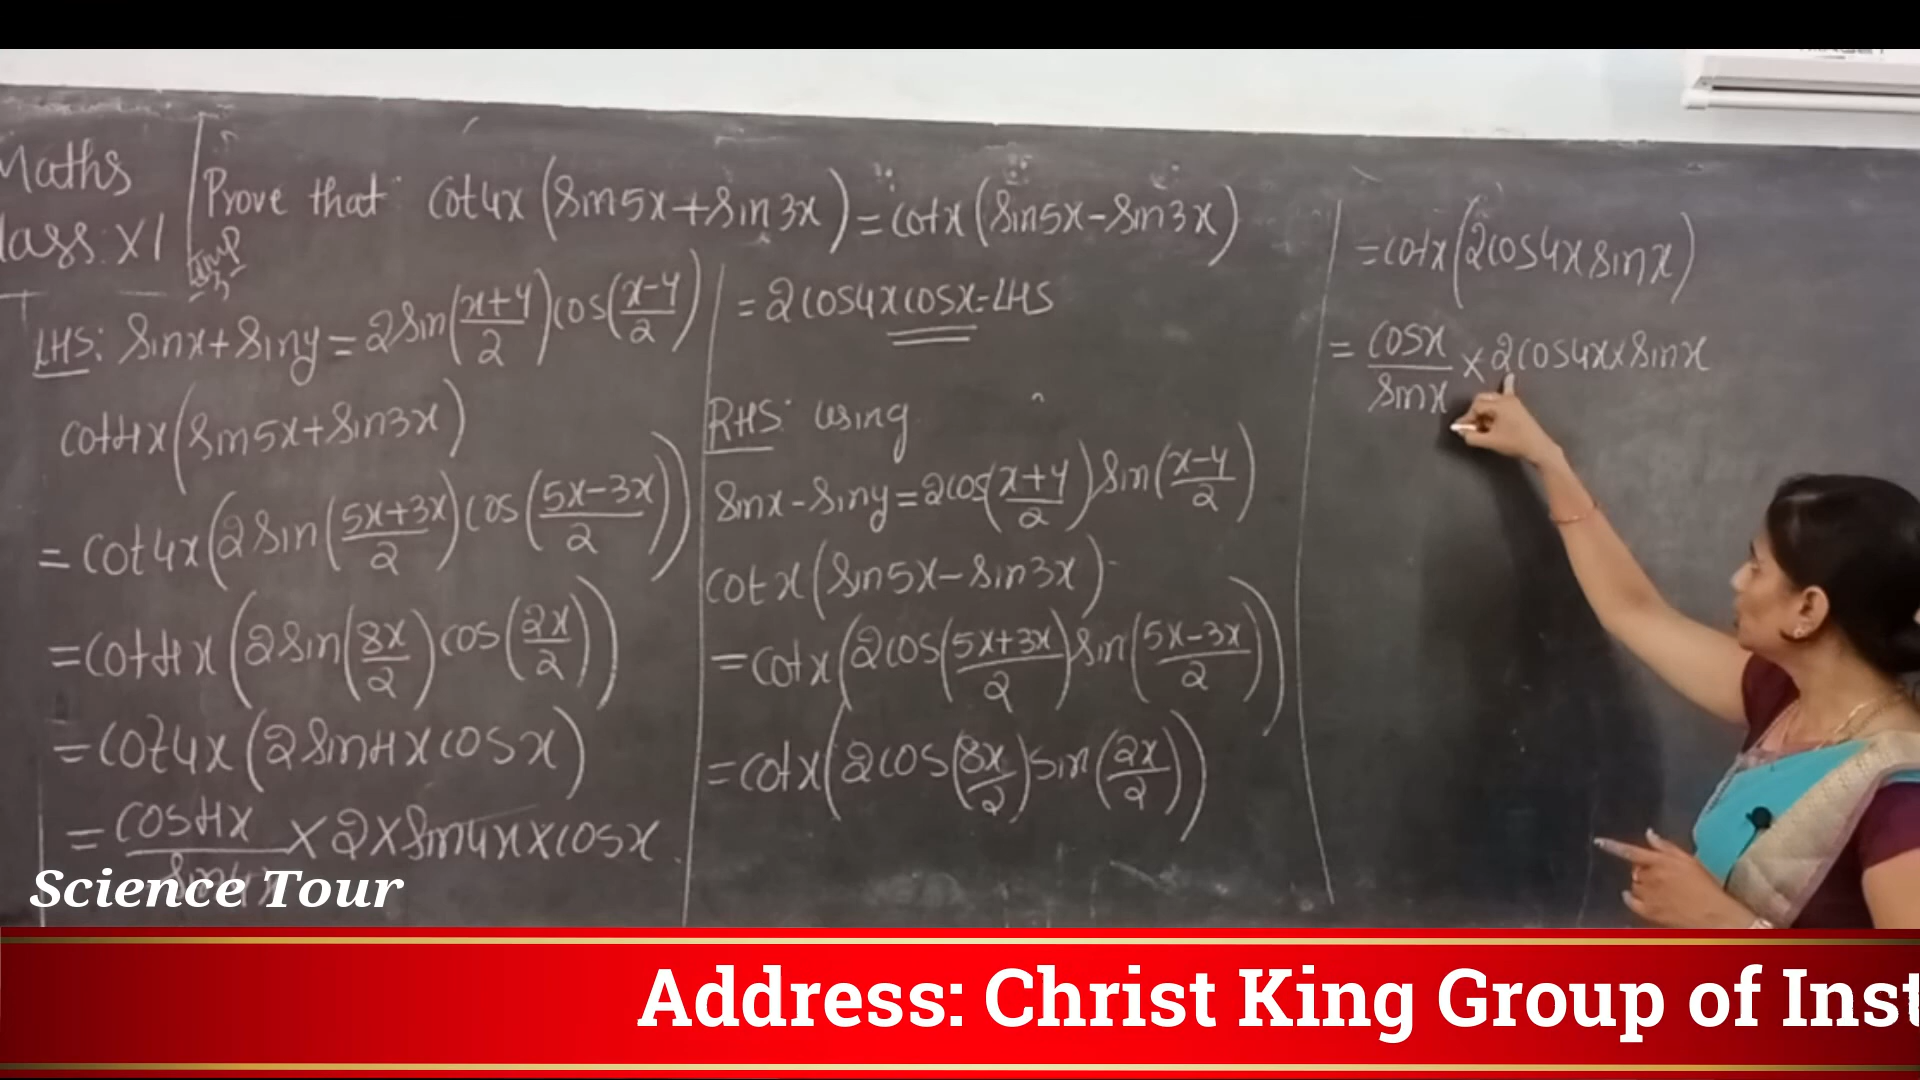 Maths
lass: XI
Imp
Prove that cot4x (sin5x+sin3x) = cotx (sin5x-sin3x)
LHS: sinx+siny = 2sin((x+y)/2) cos((x-y)/2)
cot4x (sin5x+sin3x)
= cot4x (2sin((5x+3x)/2) cos((5x-3x)/2))
= cot4x (2sin(8x/2) cos(2x/2))
= cot4x (2sin4x cosx)
= cos4x/sin4x × 2 × sin4x × cosx
= 2cos4x cosx = LHS
RHS: using
sinx - siny = 2cos((x+y)/2) sin((x-y)/2)
cotx (sin5x - sin3x)
= cotx (2cos((5x+3x)/2) sin((5x-3x)/2))
= cotx (2cos(8x/2) sin(2x/2))
= cotx (2cos4x sinx)
= cosx/sinx × 2cos4x × sinx
Science Tour
Address: Christ King Group of Inst